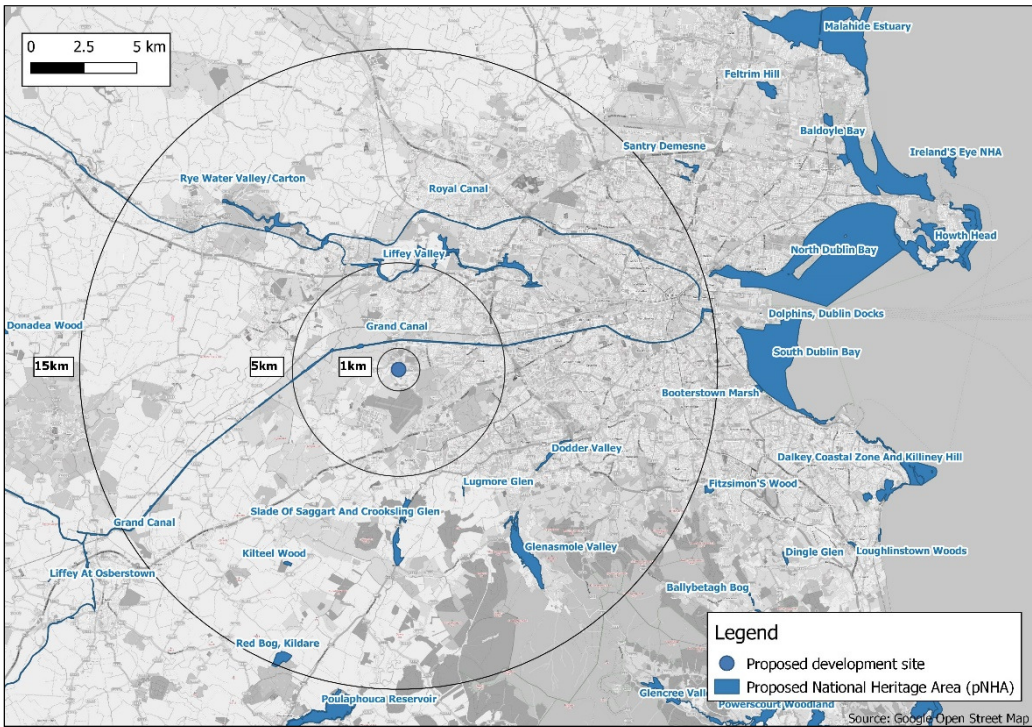 0 2.5 5 km
Malahide Estuary
Feltrim Hill
Baldoyle Bay
Santry Demesne
Ireland'S Eye NHA
Rye Water Valley/Carton
Royal Canal
Howth Head
North Dublin Bay
Liffey Valley
Dolphins, Dublin Docks
Grand Canal
Donadea Wood
South Dublin Bay
15km
5km
1km
Booterstown Marsh
Dodder Valley
Dalkey Coastal Zone And Killiney Hill
Lugmore Glen
Fitzsimon'S Wood
Slade Of Saggart And Crooksling Glen
Grand Canal
Glenasmole Valley
Kilteel Wood
Dingle Glen
Loughlinstown Woods
Liffey At Osberstown
Ballybetagh Bog
Red Bog, Kildare
Poulaphouca Reservoir
Glencree Valle
Powerscourt Woodland
Legend
Proposed development site
Proposed National Heritage Area (pNHA)
Source: Google Open Street Map